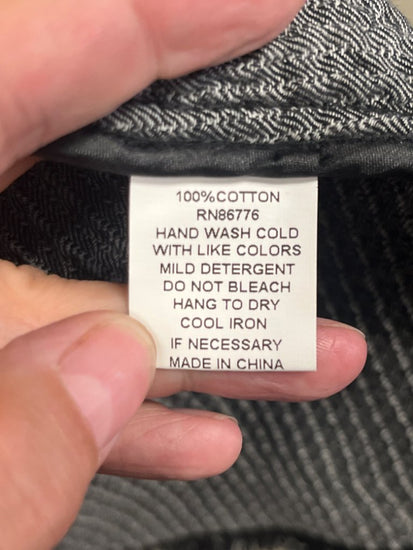 100%COTTON
RN86776
HAND WASH COLD
WITH LIKE COLORS
MILD DETERGENT
DO NOT BLEACH
HANG TO DRY
COOL IRON
IF NECESSARY
MADE IN CHINA